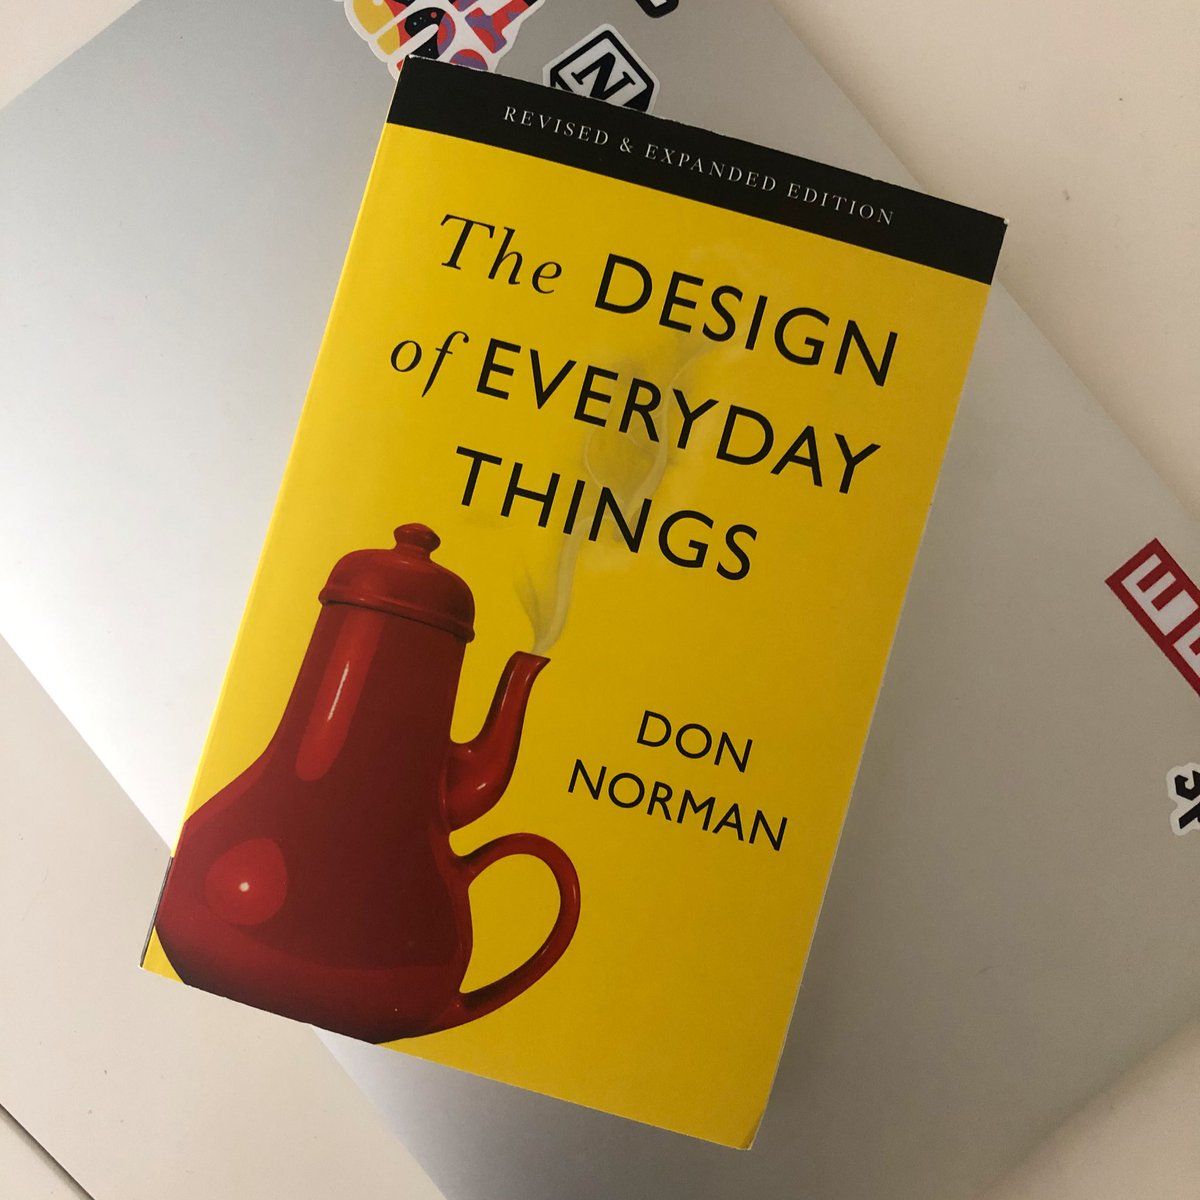 REVISED & EXPANDED EDITION
The DESIGN
of EVERYDAY
THINGS
DON
NORMAN
N